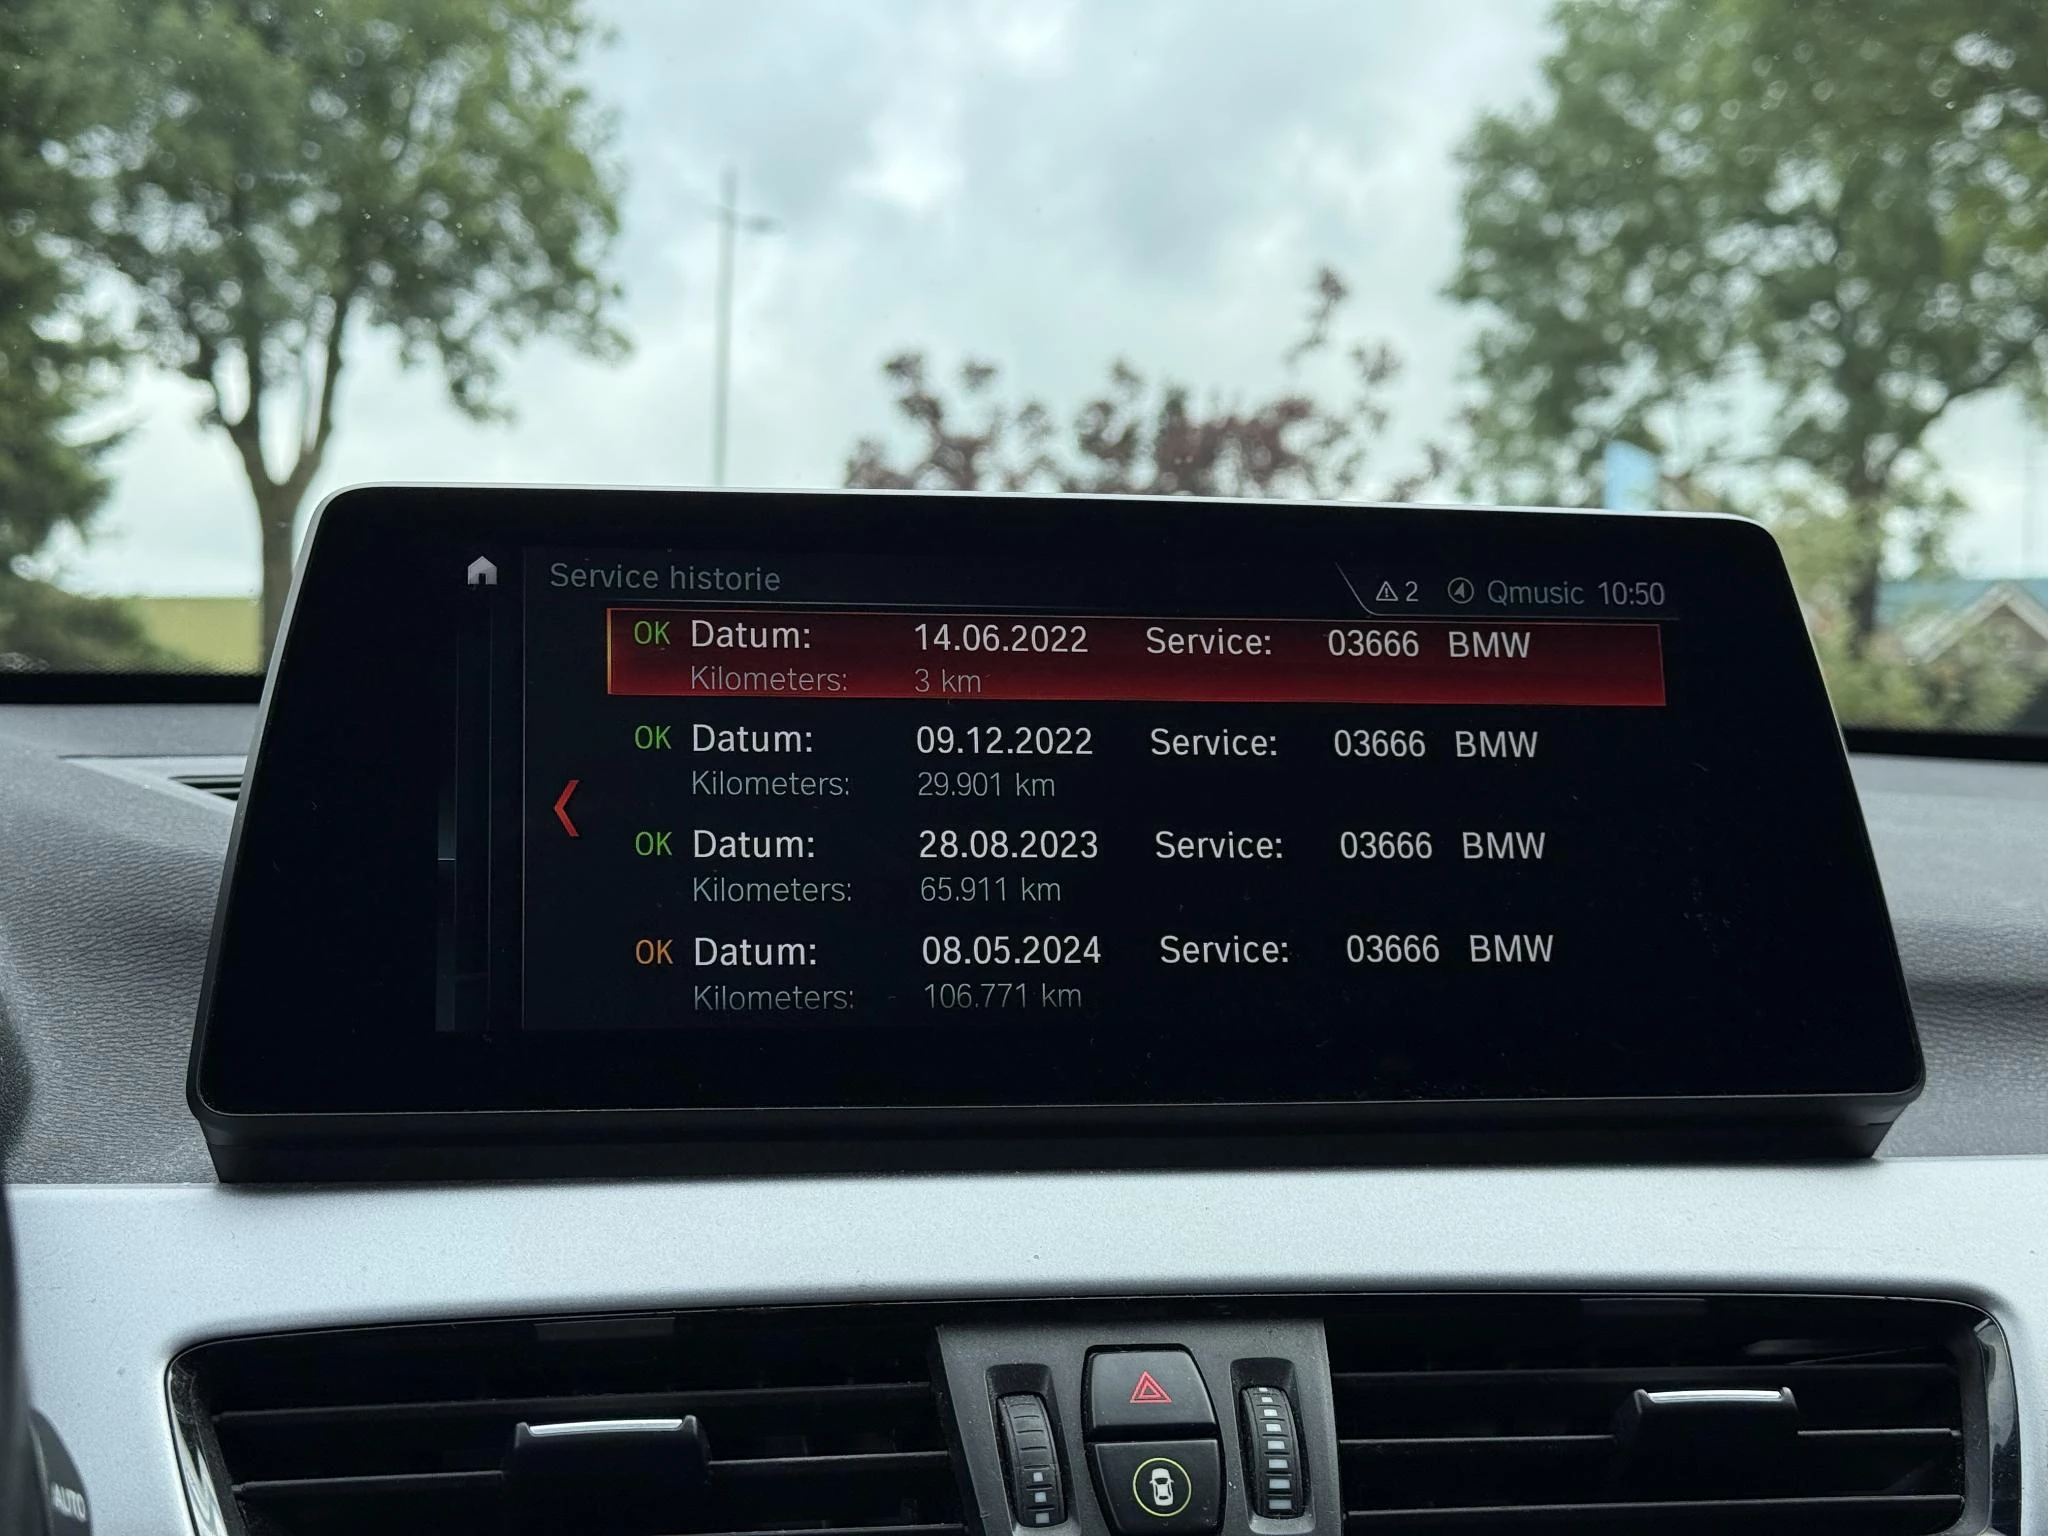 Service historie
2 Qmusic 10:50
OK Datum: 14.06.2022 Service: 03666 BMW
Kilometers: 3 km
OK Datum: 09.12.2022 Service: 03666 BMW
Kilometers: 29.901 km
OK Datum: 28.08.2023 Service: 03666 BMW
Kilometers: 65.911 km
OK Datum: 08.05.2024 Service: 03666 BMW
Kilometers: 106.771 km
AUTO